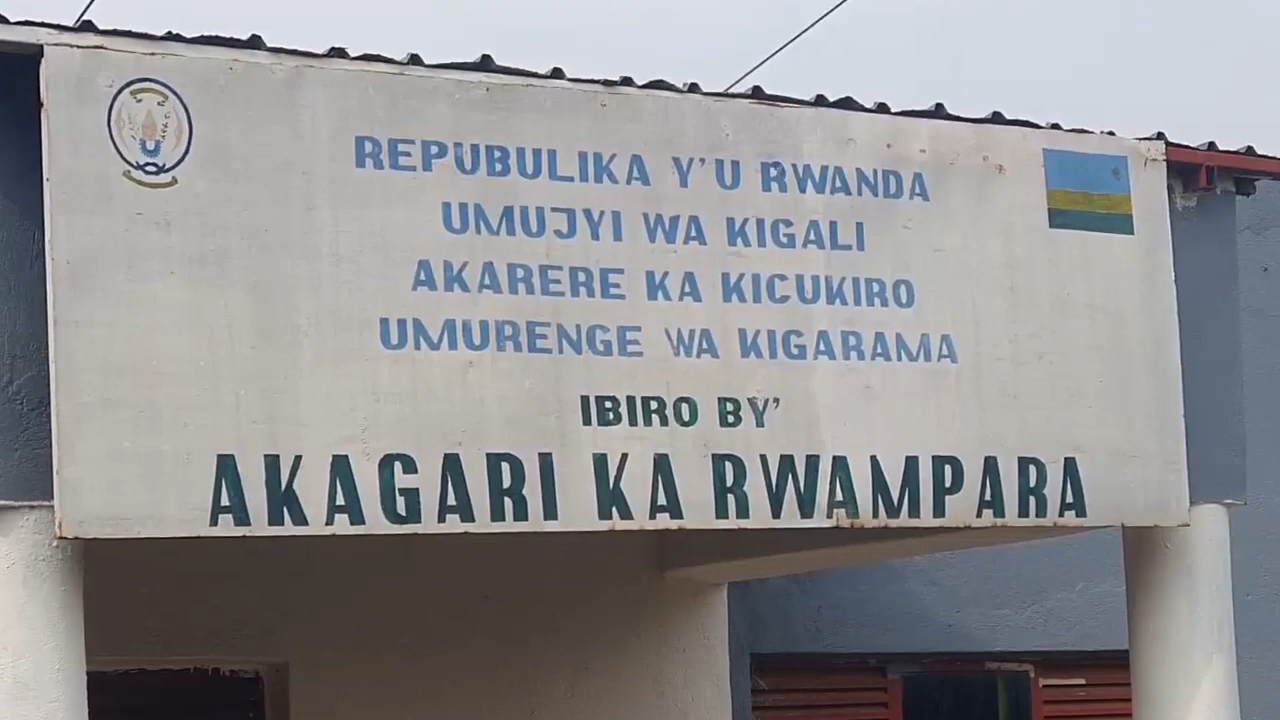 REPUBULIKA Y'U RWANDA
UMUJYI WA KIGALI
AKARERE KA KICUKIRO
UMURENGE WA KIGARAMA
IBIRO BY'
AKAGARI KA RWAMPARA